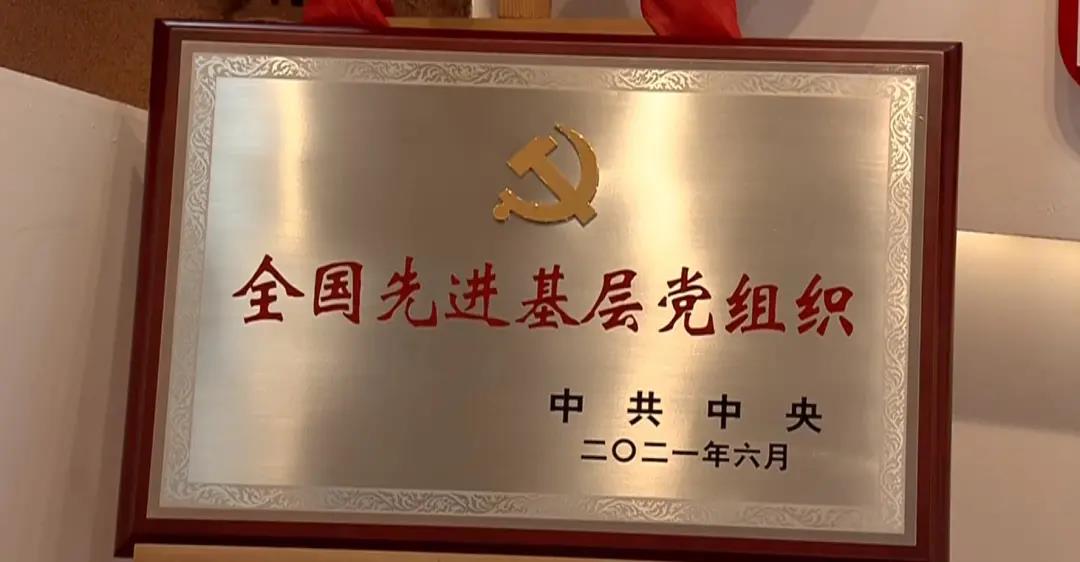 全国先进基层党组织
中共中央
二〇二一年六月